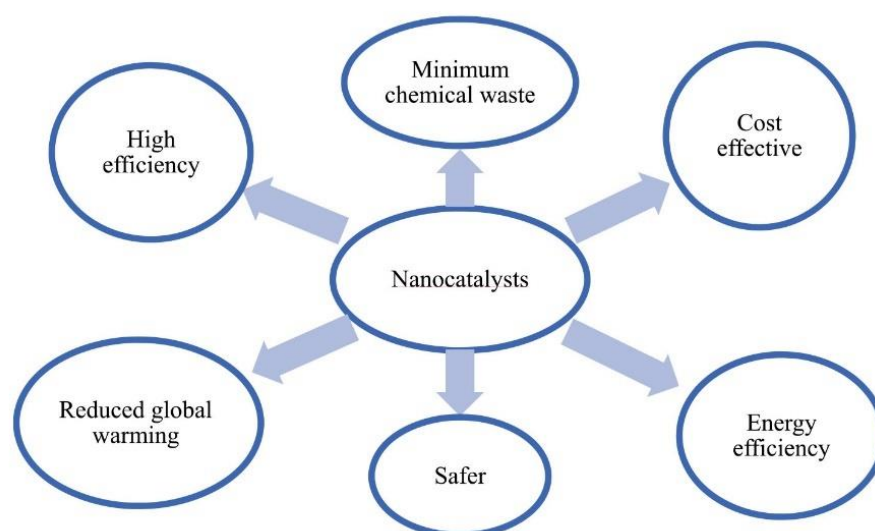 Minimum
chemical waste
High
efficiency
Cost
effective
Nanocatalysts
Reduced global
warming
Safer
Energy
efficiency